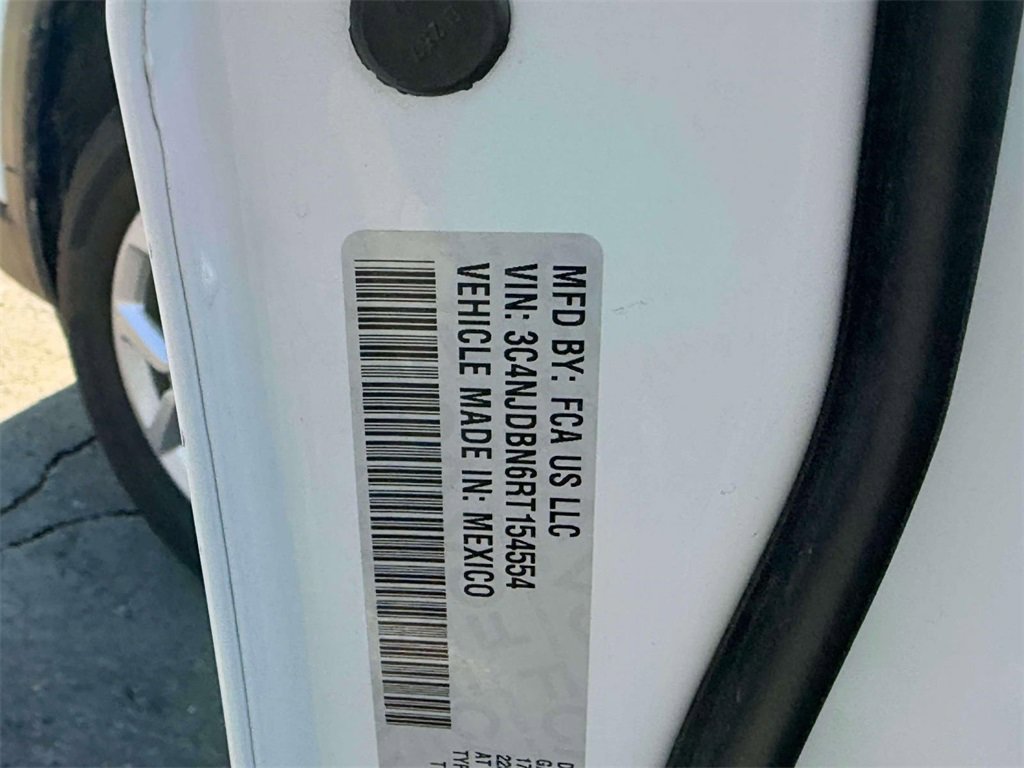 MFD BY: FCA US LLC
VIN: 3C4NJDBN6RT154554
VEHICLE MADE IN: MEXICO